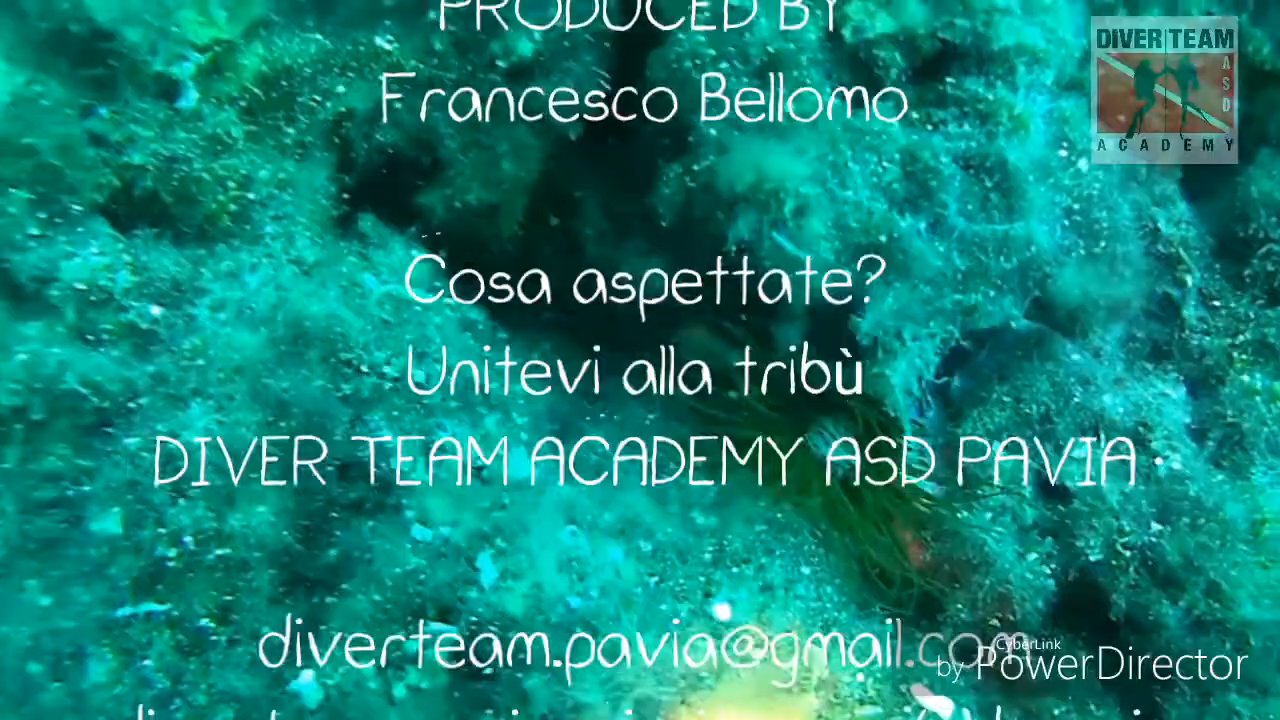 PRODUCED BY
Francesco Bellomo
DIVER TEAM
ASD
ACADEMY
Cosa aspettate?
Unitevi alla tribù
DIVER TEAM ACADEMY ASD PAVIA
diverteam.pavia@gmail.com
by CyberLink PowerDirector